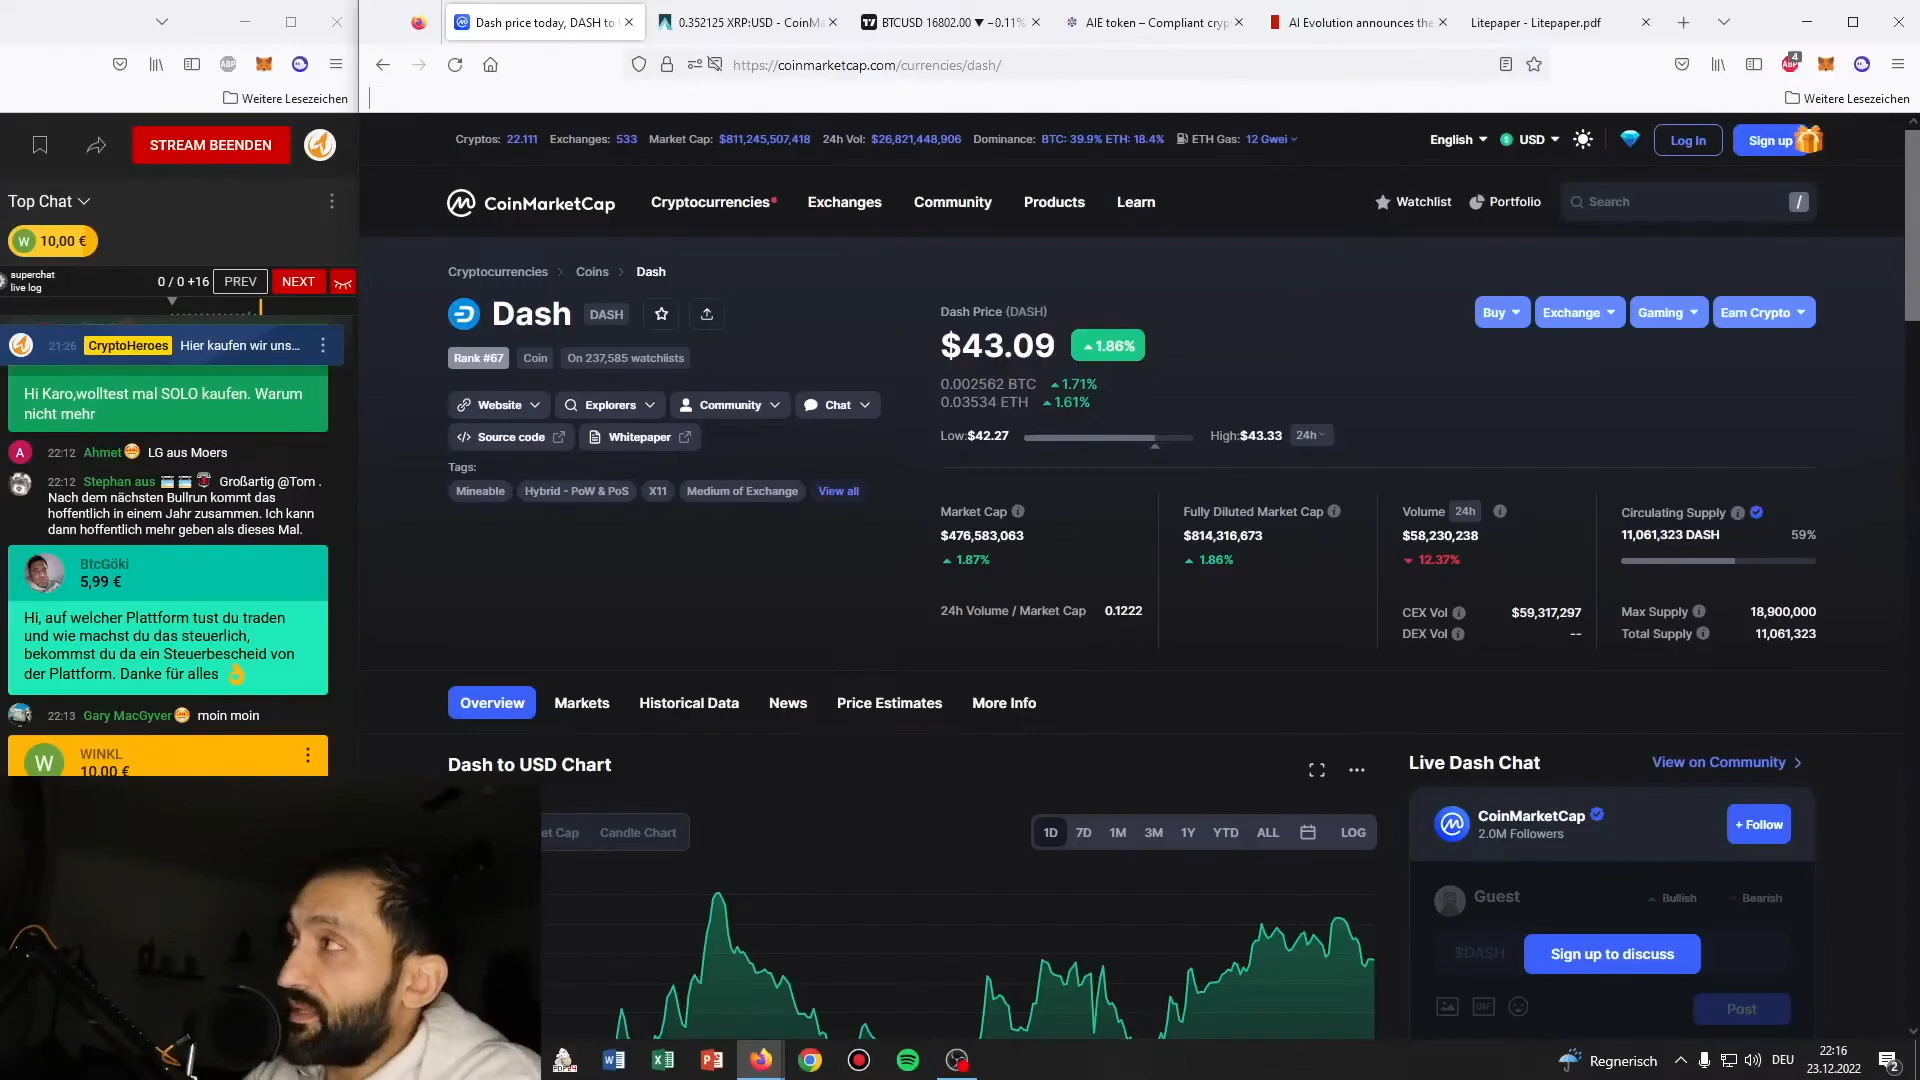 Dash price today, DASH to
0.352125 XRP:USD - CoinMa
BTCUSD 16802.00 ▼ −0.11%
AIE token – Compliant cryp
AI Evolution announces the
Litepaper - Litepaper.pdf
https://coinmarketcap.com/currencies/dash/
Weitere Lesezeichen
Weitere Lesezeichen
STREAM BEENDEN
Top Chat
W 10,00 €
superchat
live log
0 / 0 +16 PREV NEXT
21:26 CryptoHeroes Hier kaufen wir uns...
Hi Karo,wolltest mal SOLO kaufen. Warum
nicht mehr
A 22:12 Ahmet LG aus Moers
22:12 Stephan aus Großartig @Tom .
Nach dem nächsten Bullrun kommt das
hoffentlich in einem Jahr zusammen. Ich kann
dann hoffentlich mehr geben als dieses Mal.
BtcGöki
5,99 €
Hi, auf welcher Plattform tust du traden
und wie machst du das steuerlich,
bekommst du da ein Steuerbescheid von
der Plattform. Danke für alles
22:13 Gary MacGyver moin moin
W WINKL
10,00 €
Cryptos: 22.111 Exchanges: 533 Market Cap: $811,245,507,418 24h Vol: $26,821,448,906 Dominance: BTC: 39.9% ETH: 18.4% ETH Gas: 12 Gwei
English USD Log In Sign up
CoinMarketCap Cryptocurrencies Exchanges Community Products Learn
Watchlist Portfolio Search /
Cryptocurrencies Coins Dash
Dash DASH
Rank #67 Coin On 237,585 watchlists
Website Explorers Community Chat
Source code Whitepaper
Tags:
Mineable Hybrid - PoW & PoS X11 Medium of Exchange View all
Dash Price (DASH)
$43.09 1.86%
0.002562 BTC 1.71%
0.03534 ETH 1.61%
Low:$42.27 High:$43.33 24h
Buy Exchange Gaming Earn Crypto
Market Cap
$476,583,063
1.87%
24h Volume / Market Cap 0.1222
Fully Diluted Market Cap
$814,316,673
1.86%
Volume 24h
$58,230,238
12.37%
CEX Vol $59,317,297
DEX Vol --
Circulating Supply
11,061,323 DASH 59%
Max Supply 18,900,000
Total Supply 11,061,323
Overview Markets Historical Data News Price Estimates More Info
Dash to USD Chart
et Cap Candle Chart
1D 7D 1M 3M 1Y YTD ALL LOG
Live Dash Chat View on Community
CoinMarketCap
2.0M Followers
+ Follow
Guest Bullish Bearish
$DASH Sign up to discuss
GIF Post
Regnerisch DEU 22:16
23.12.2022
2